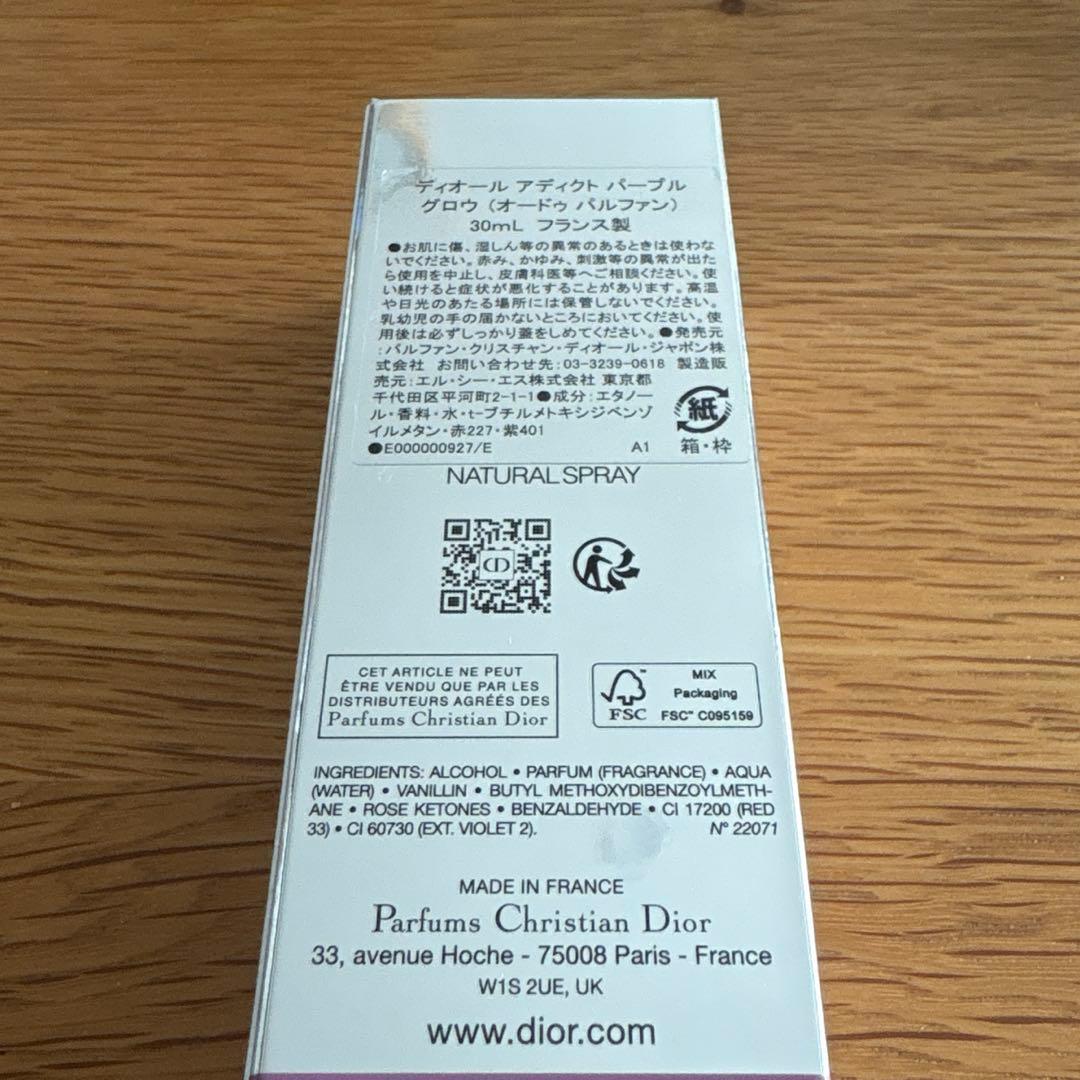 ディオール アディクト パープル
グロウ (オードゥ パルファン)
30mL フランス製
●お肌に傷、湿しん等の異常のあるときは使わな
いでください。赤み、かゆみ、刺激等の異常が出た
ら使用を中止し、皮膚科医等へご相談ください。使
い続けると症状が悪化することがあります。高温
や日光のあたる場所には保管しないでください。
乳幼児の手の届かないところにおいてください。使
用後は必ずしっかり蓋をしめてください。●発売元
:パルファン・クリスチャン・ディオール・ジャポン株
式会社 お問い合わせ先:03-3239-0618 製造販
売元:エル・シー・エス株式会社 東京都
千代田区平河町2-1-1●成分:エタノー
ル・香料・水・t-ブチルメトキシジベンゾ
イルメタン・赤227・紫401
●E000000927/E A1
紙
箱・枠
NATURAL SPRAY
CD
CET ARTICLE NE PEUT
ÊTRE VENDU QUE PAR LES
DISTRIBUTEURS AGRÉÉS DES
Parfums Christian Dior
FSC™
MIX
Packaging
FSC™ C095159
INGREDIENTS: ALCOHOL • PARFUM (FRAGRANCE) • AQUA
(WATER) • VANILLIN • BUTYL METHOXYDIBENZOYLMETH-
ANE • ROSE KETONES • BENZALDEHYDE • CI 17200 (RED
33) • CI 60730 (EXT. VIOLET 2). N° 22071
MADE IN FRANCE
Parfums Christian Dior
33, avenue Hoche - 75008 Paris - France
W1S 2UE, UK
www.dior.com